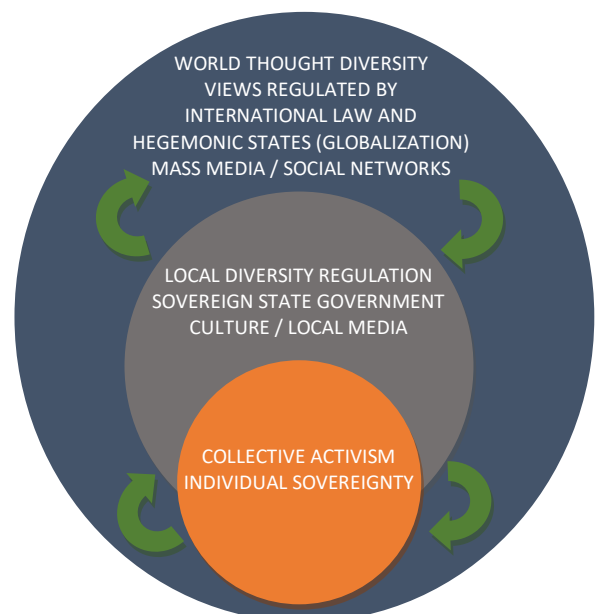 WORLD THOUGHT DIVERSITY
VIEWS REGULATED BY
INTERNATIONAL LAW AND
HEGEMONIC STATES (GLOBALIZATION)
MASS MEDIA / SOCIAL NETWORKS
LOCAL DIVERSITY REGULATION
SOVEREIGN STATE GOVERNMENT
CULTURE / LOCAL MEDIA
COLLECTIVE ACTIVISM
INDIVIDUAL SOVEREIGNTY